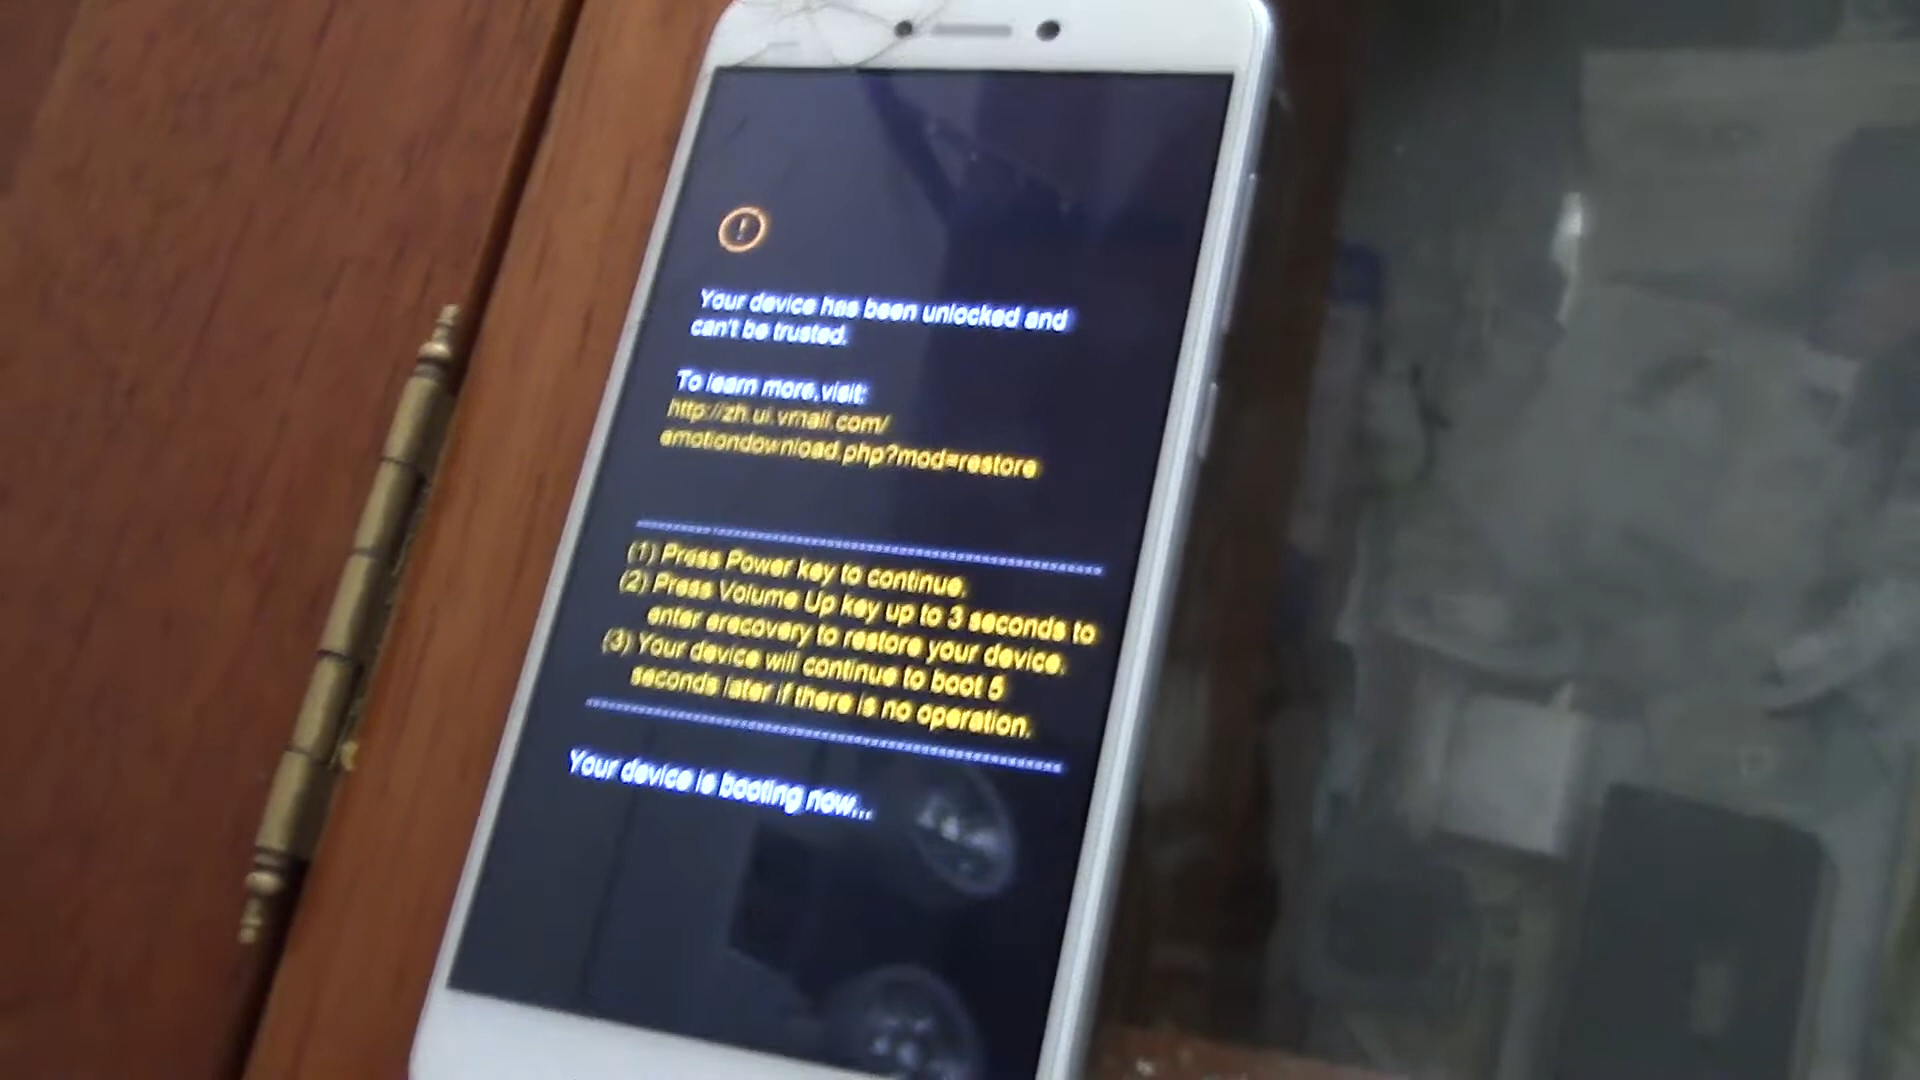 Your device has been unlocked and
can't be trusted.
To learn more,visit:
http://zh.ui.vmall.com/
emotiondownload.php?mod=restore
(1) Press Power key to continue.
(2) Press Volume Up key up to 3 seconds to
enter erecovery to restore your device.
(3) Your device will continue to boot 5
seconds later if there is no operation.
Your device is booting now...